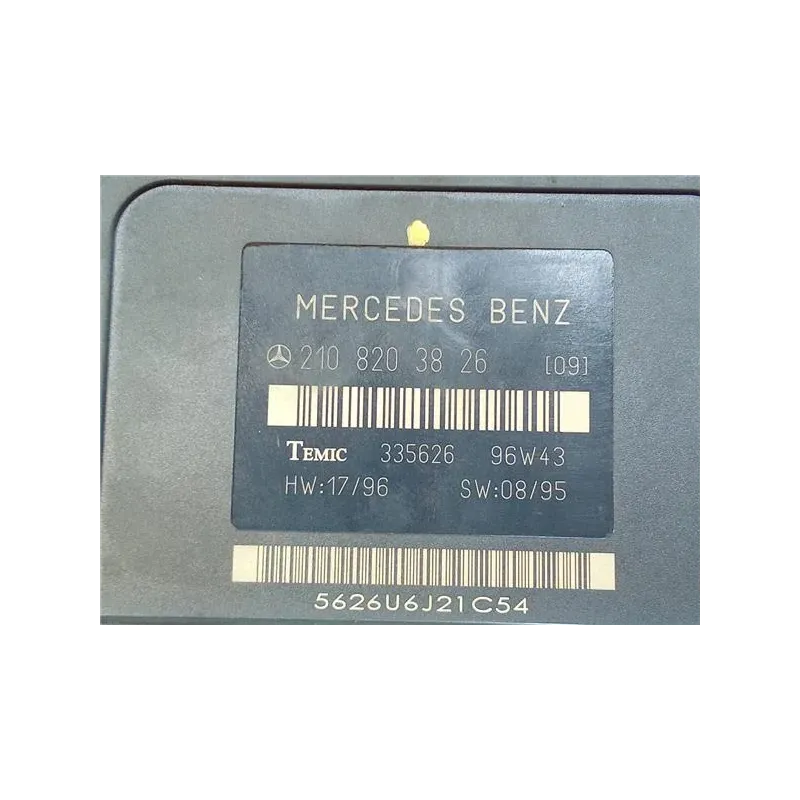 MERCEDES BENZ
210 820 38 26 [09]
TEMIC 335626 96W43
HW:17/96 SW:08/95
5626U6J21C54